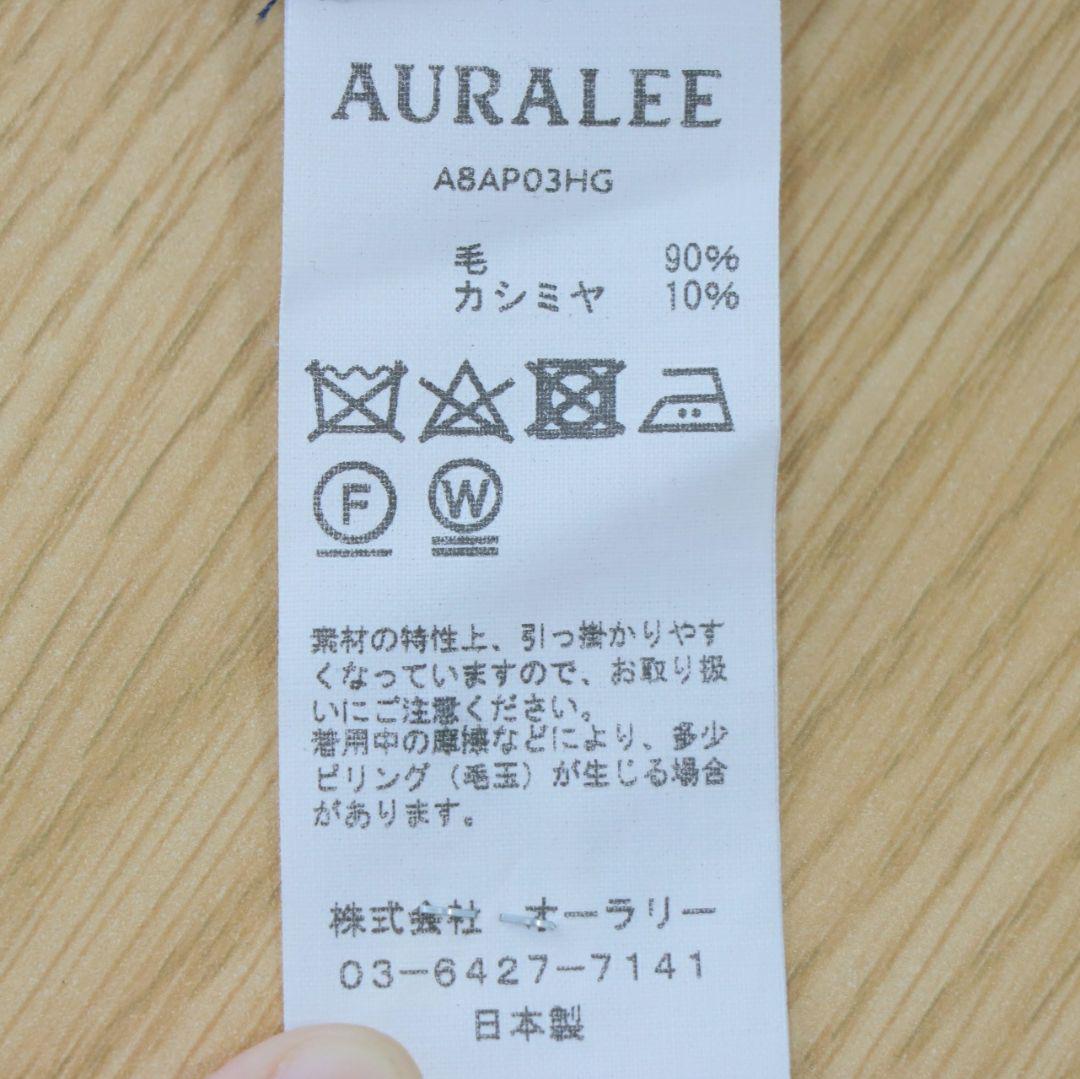 AURALEE
A8AP03HG
毛 90%
カシミヤ 10%
F W
素材の特性上、引っ掛かりやす
くなっていますので、お取り扱
いにご注意ください。
着用中の摩擦などにより、多少
ピリング（毛玉）が生じる場合
があります。
株式会社 オーラリー
03-6427-7141
日本製